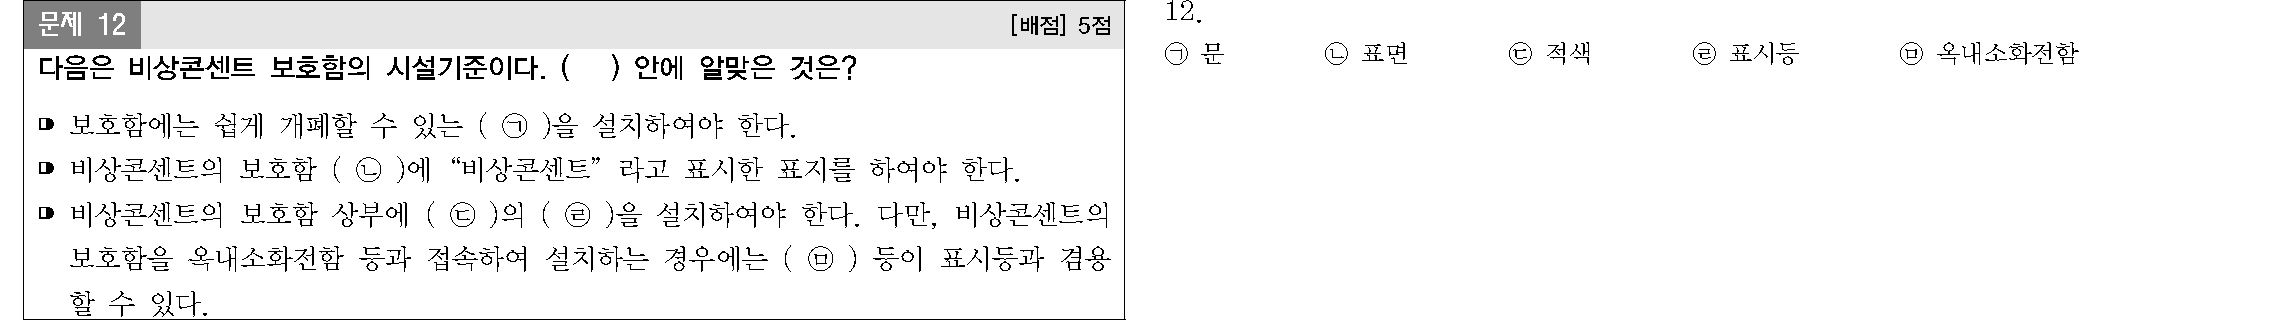 문제 12 [배점] 5점
다음은 비상콘센트 보호함의 시설기준이다. ( ) 안에 알맞은 것은?
보호함에는 쉽게 개폐할 수 있는 ( ㉠ )을 설치하여야 한다.
비상콘센트의 보호함 ( ㉡ )에 “비상콘센트” 라고 표시한 표지를 하여야 한다.
비상콘센트의 보호함 상부에 ( ㉢ )의 ( ㉣ )을 설치하여야 한다. 다만, 비상콘센트의
보호함을 옥내소화전함 등과 접속하여 설치하는 경우에는 ( ㉤ ) 등이 표시등과 겸용
할 수 있다.
12.
㉠ 문 ㉡ 표면 ㉢ 적색 ㉣ 표시등 ㉤ 옥내소화전함